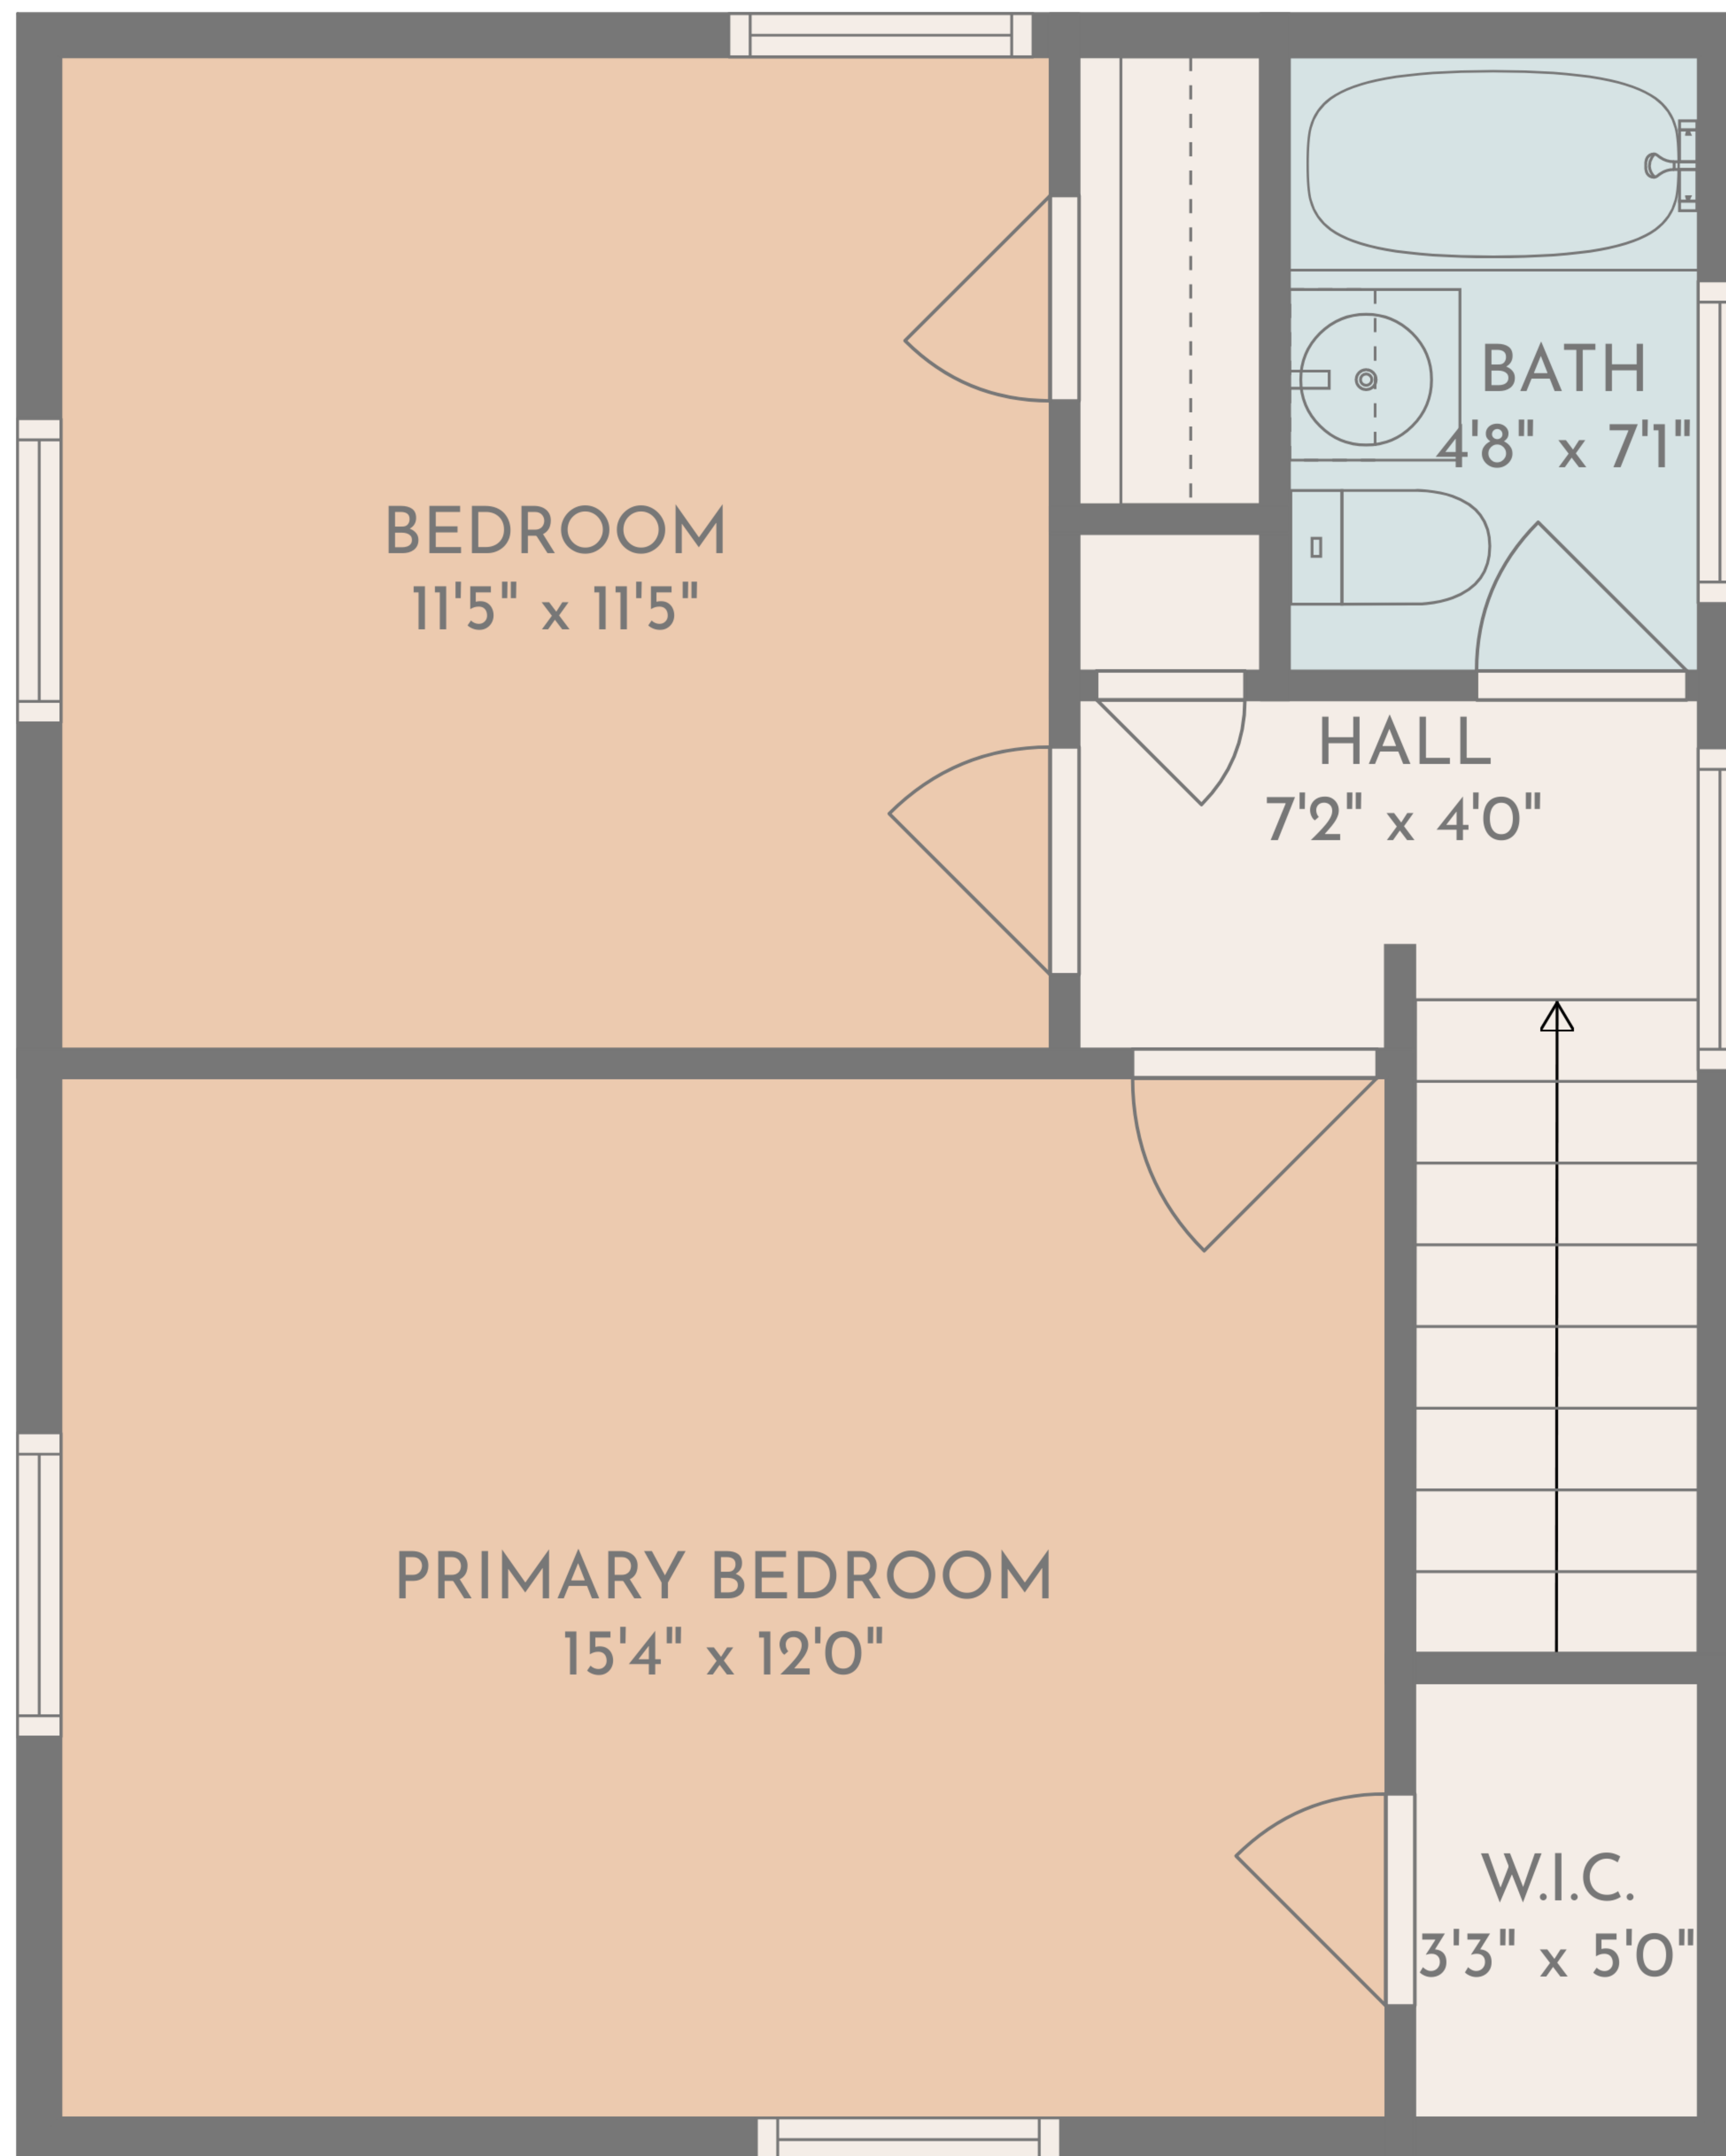 BATH
4'8" x 7'1"
BEDROOM
11'5" x 11'5"
HALL
7'2" x 4'0"
PRIMARY BEDROOM
15'4" x 12'0"
W.I.C.
3'3" x 5'0"